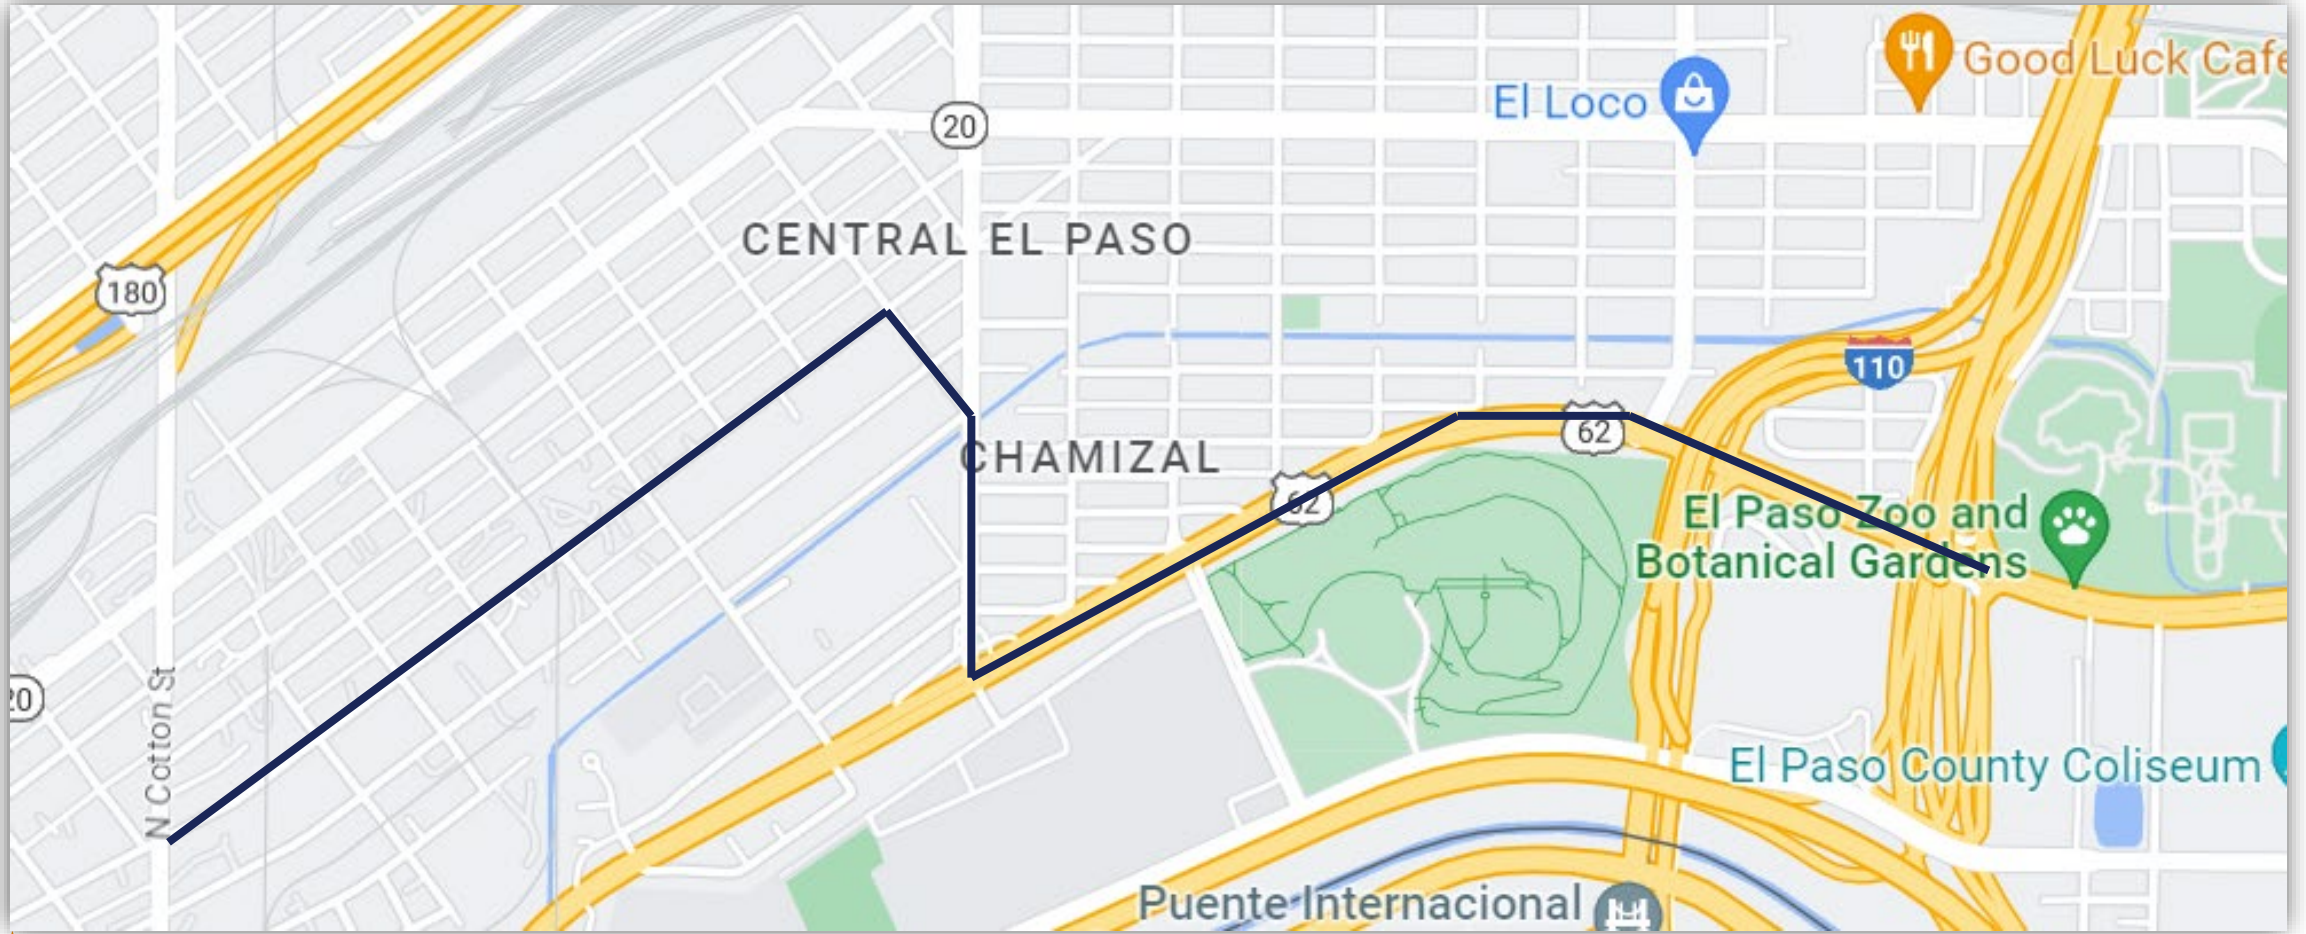 Good Luck Cafe
El Loco
20
CENTRAL EL PASO
180
110
62
CHAMIZAL
62
El Paso Zoo and
Botanical Gardens
20
N Cotton St
El Paso County Coliseum
Puente Internacional